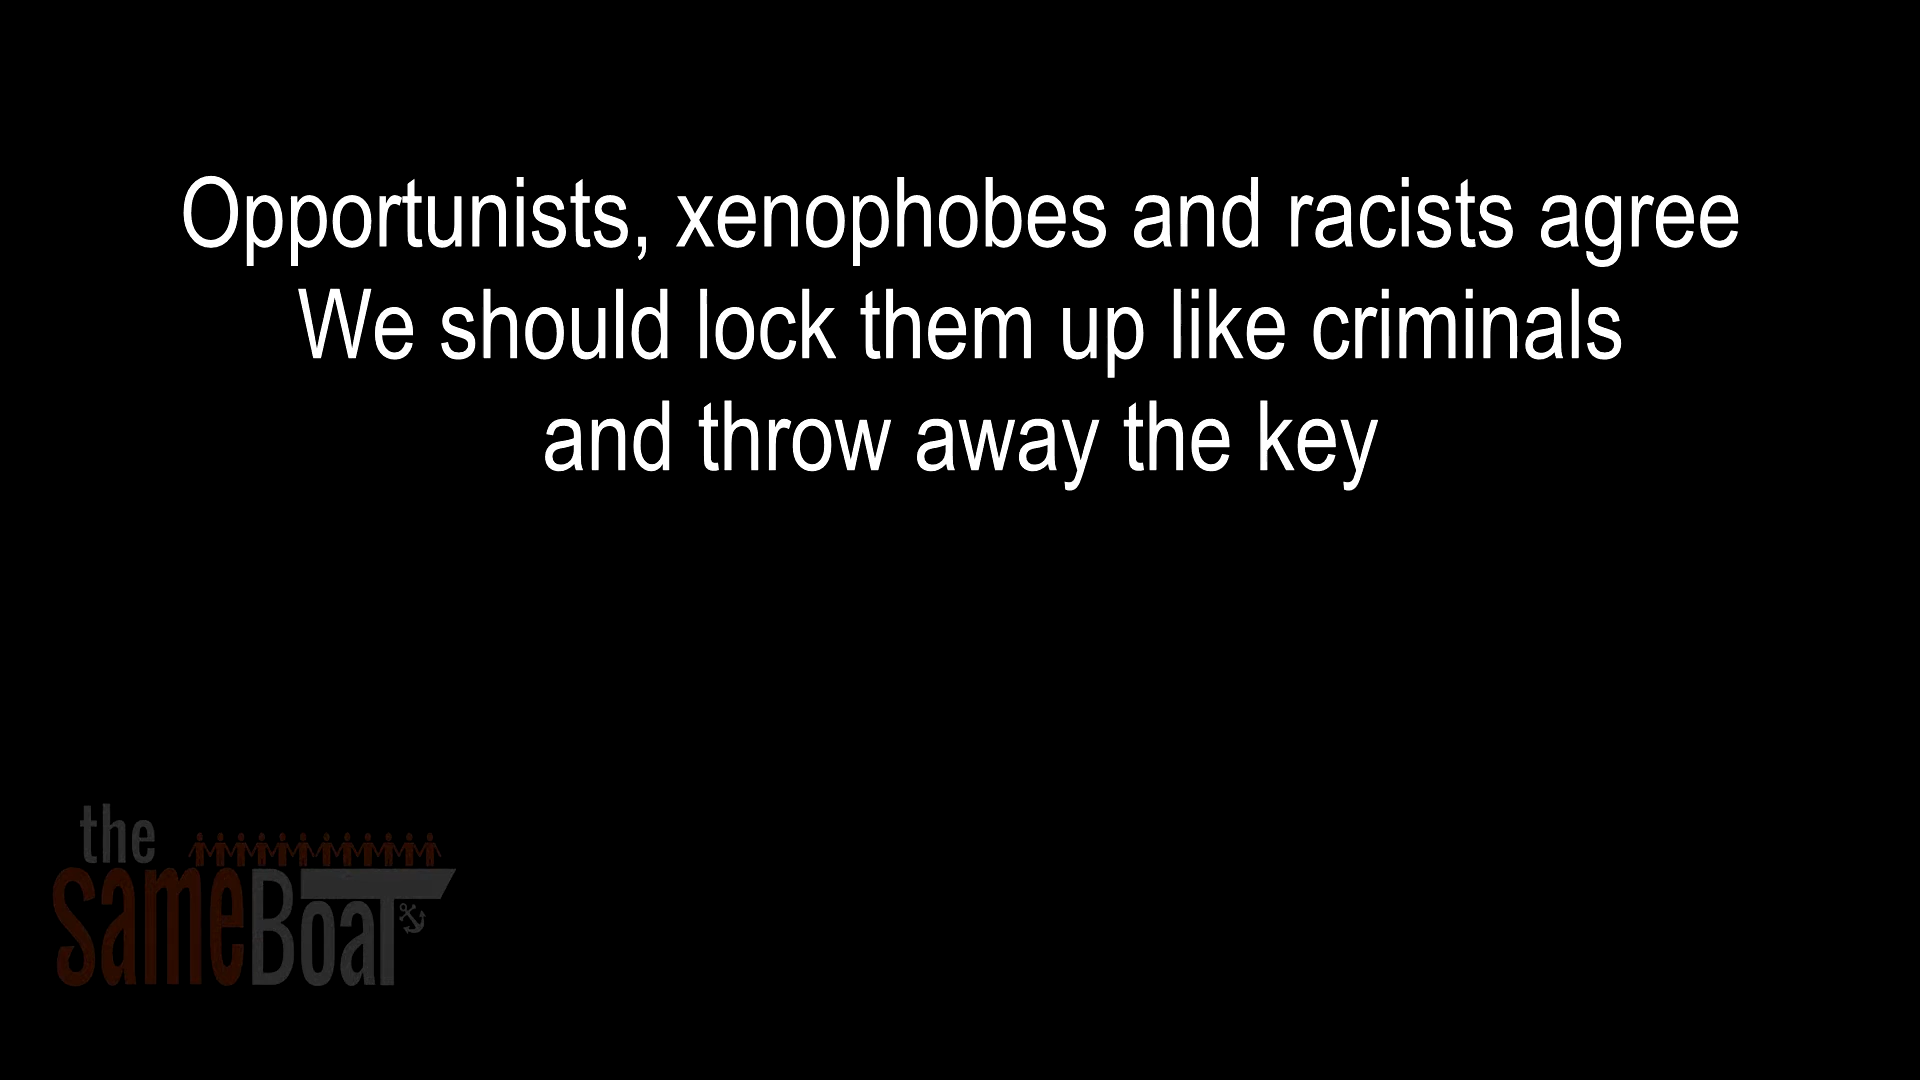 Opportunists, xenophobes and racists agree
We should lock them up like criminals
and throw away the key
the
SameBoat